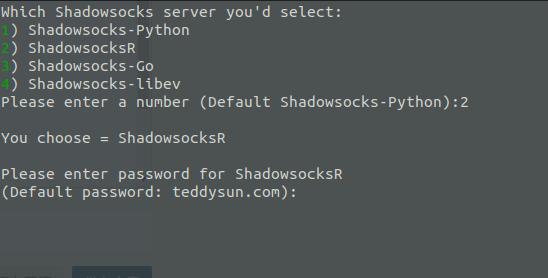 Which Shadowsocks server you'd select:
1) Shadowsocks-Python
2) ShadowsocksR
3) Shadowsocks-Go
4) Shadowsocks-libev
Please enter a number (Default Shadowsocks-Python):2
You choose = ShadowsocksR
Please enter password for ShadowsocksR
(Default password: teddysun.com):